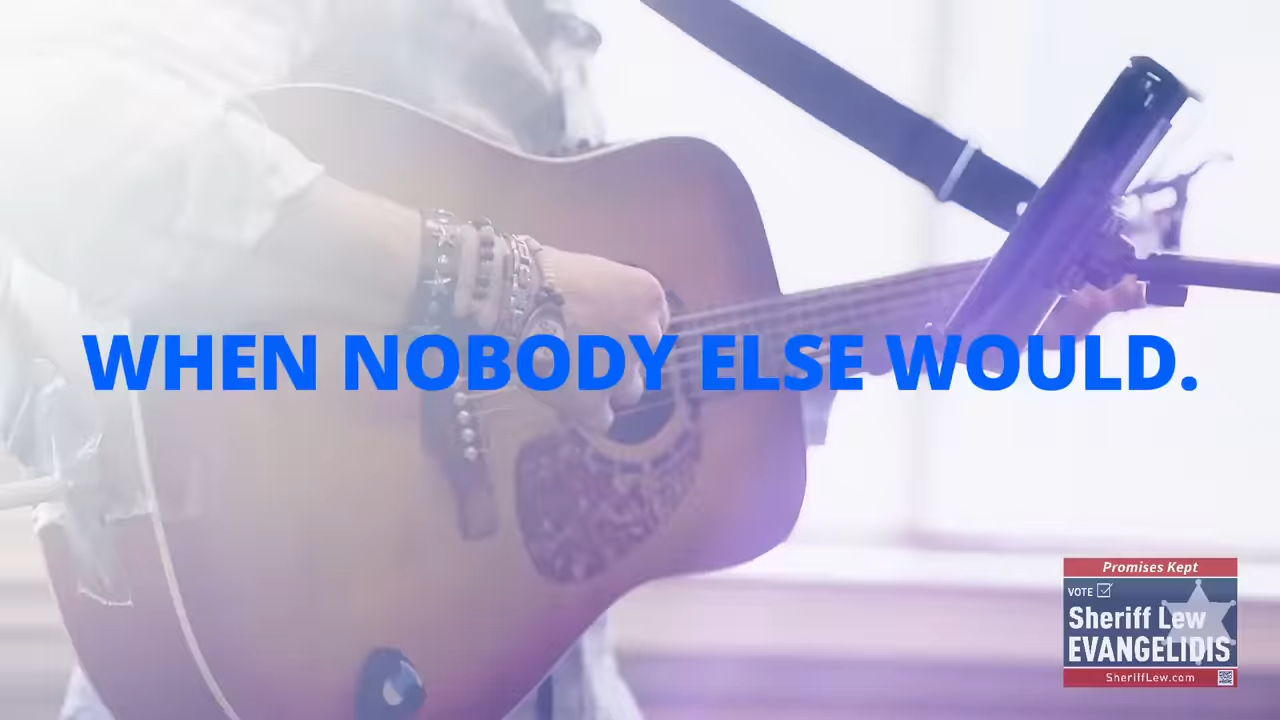 WHEN NOBODY ELSE WOULD.
Promises Kept
VOTE
Sheriff Lew
EVANGELIDIS
SheriffLew.com